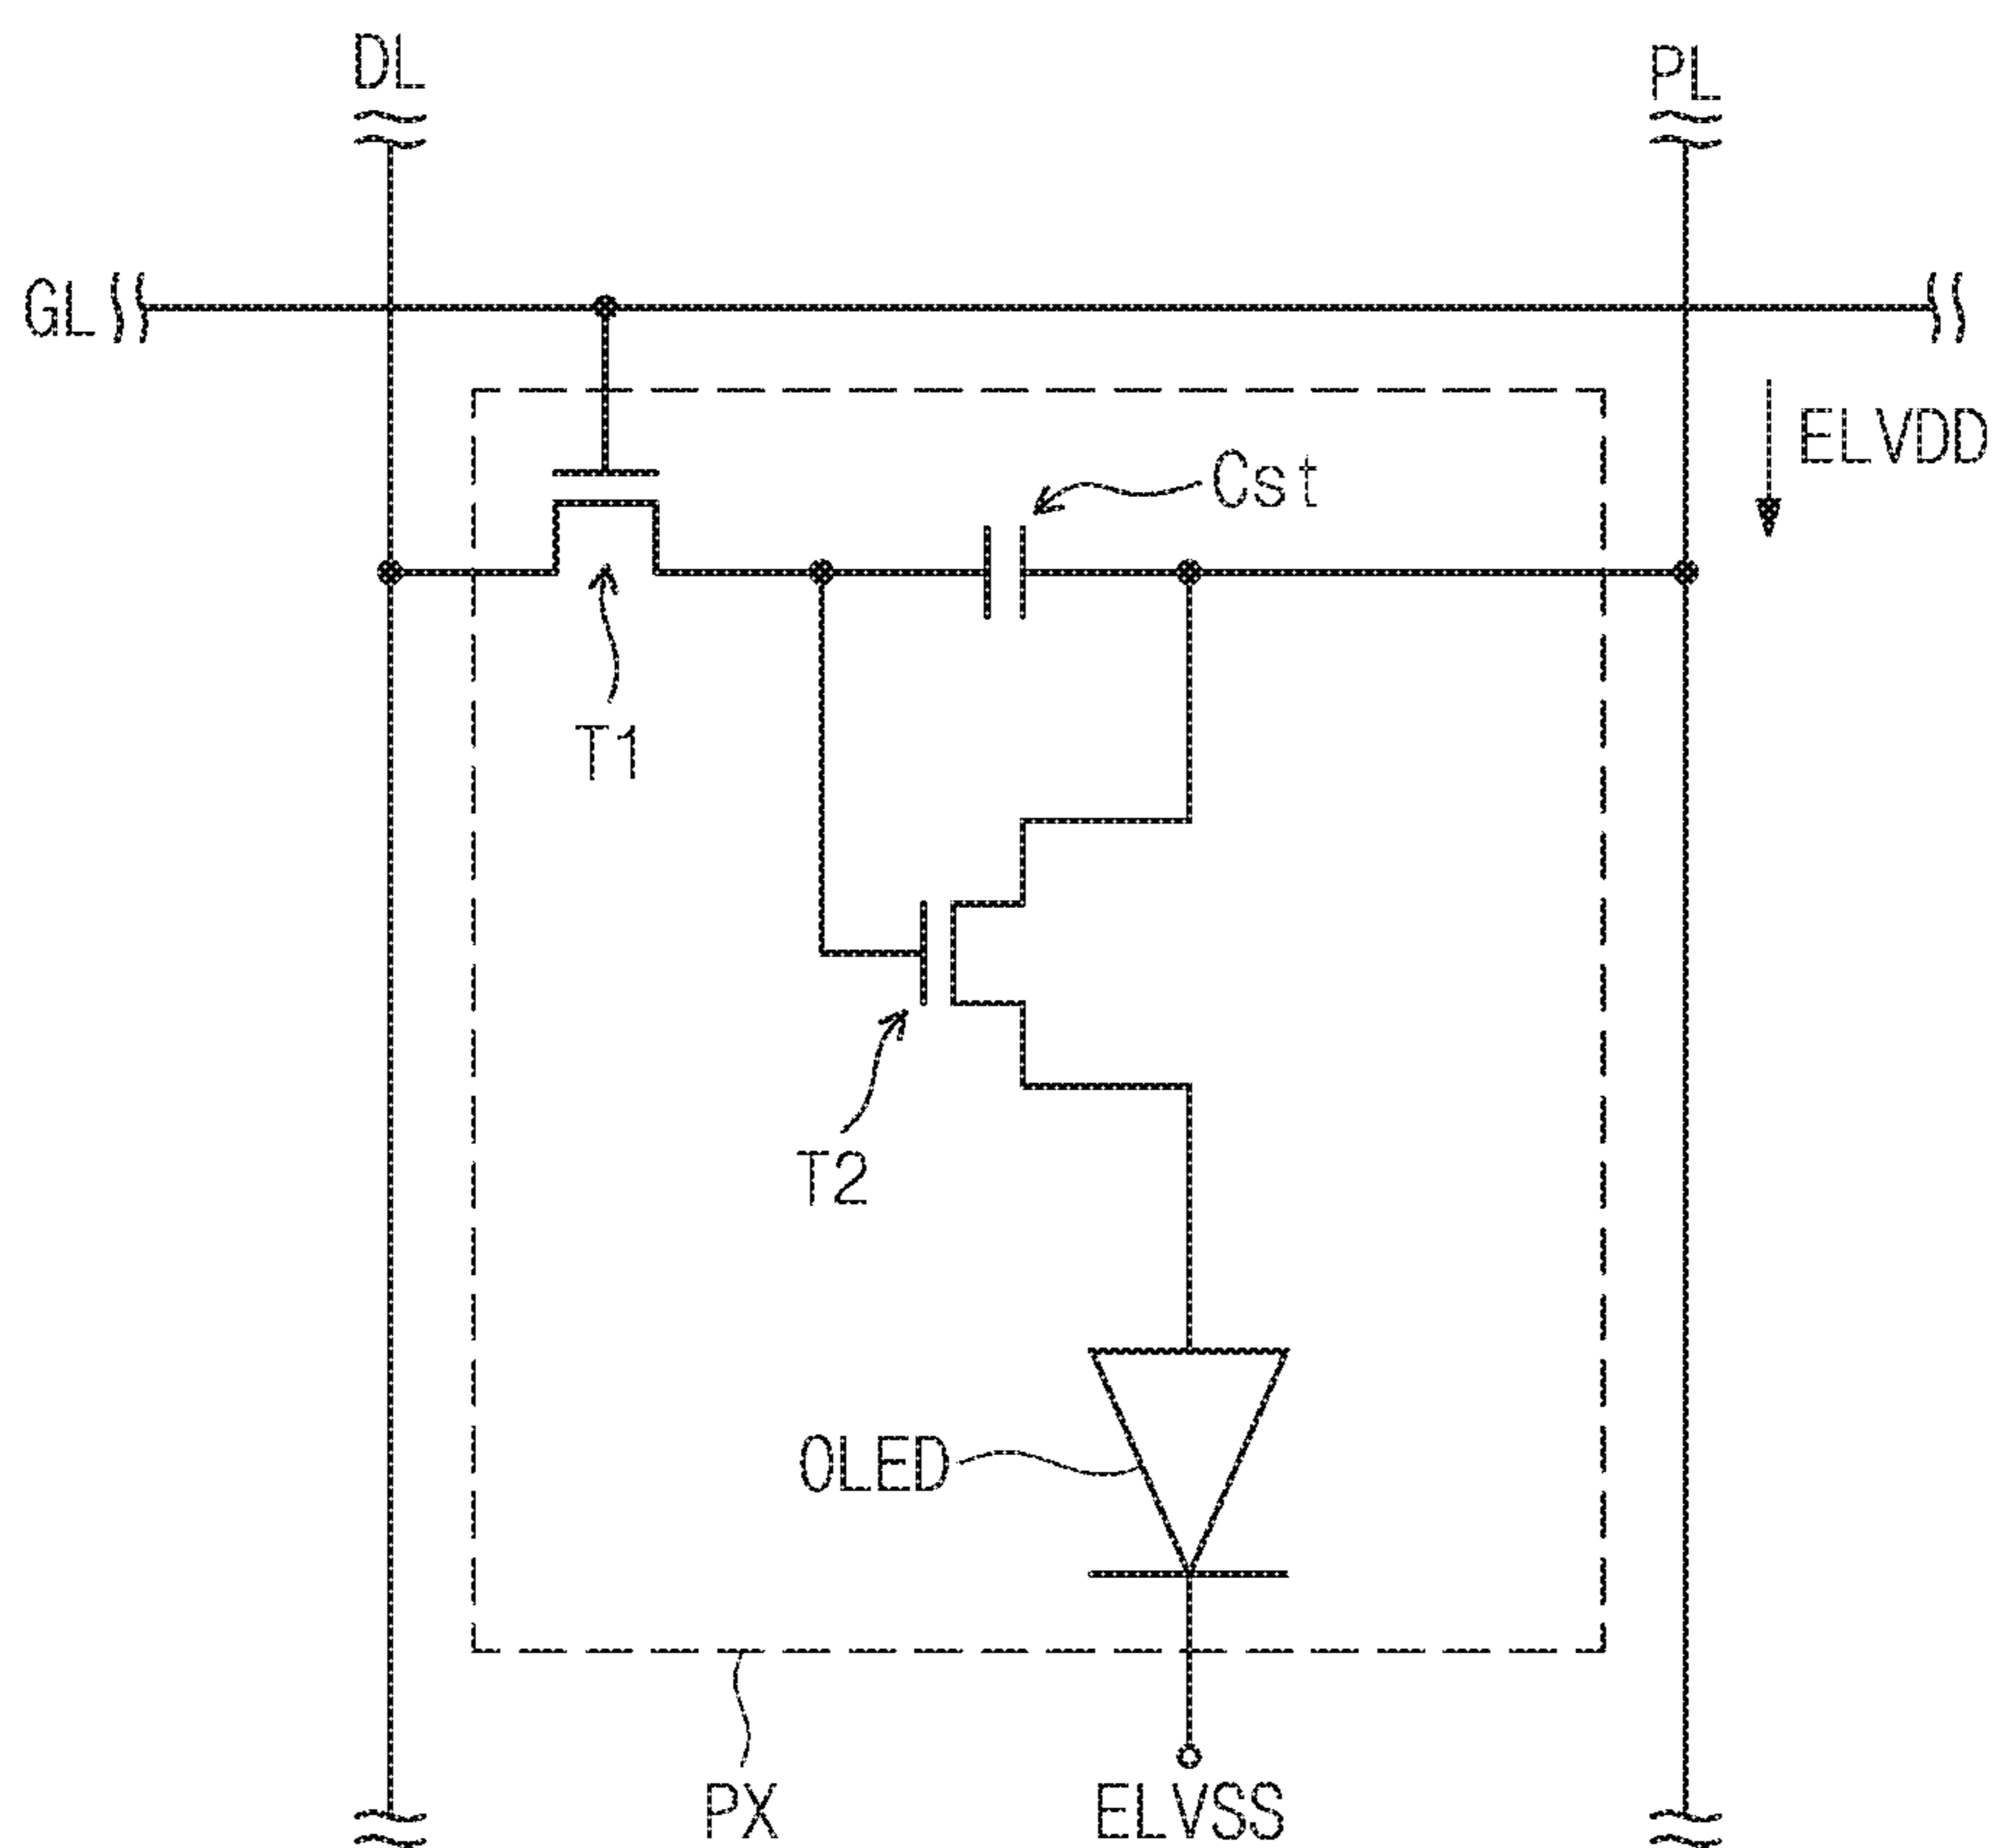 DL
PL
GL
ELVDD
Cst
T1
T2
OLED
PX
ELVSS